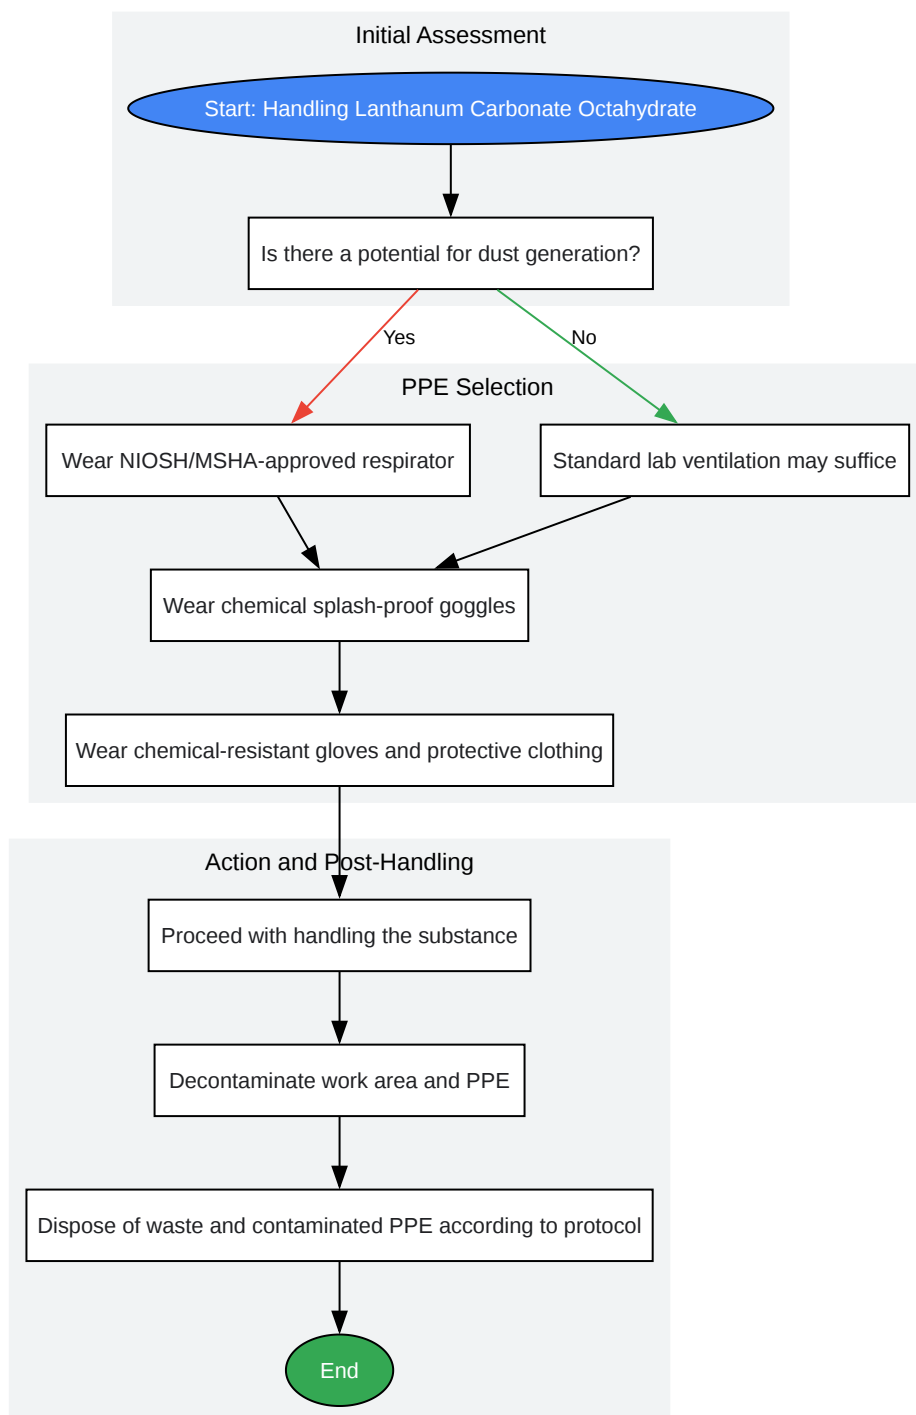 Initial Assessment
Start: Handling Lanthanum Carbonate Octahydrate
Is there a potential for dust generation?
Yes
No
PPE Selection
Wear NIOSH/MSHA-approved respirator
Standard lab ventilation may suffice
Wear chemical splash-proof goggles
Wear chemical-resistant gloves and protective clothing
Action and Post-Handling
Proceed with handling the substance
Decontaminate work area and PPE
Dispose of waste and contaminated PPE according to protocol
End